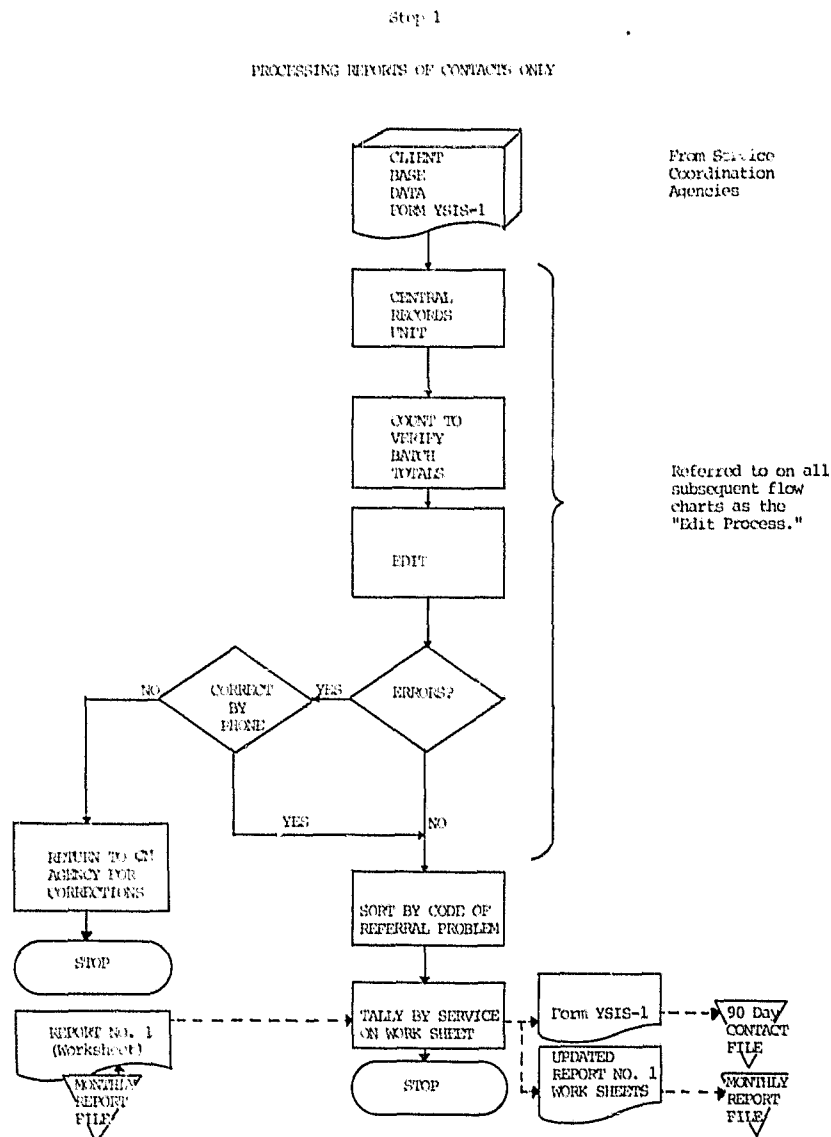 Step 1
PROCESSING REPORTS OF CONTACTS ONLY
CLIENT
BASE
DATA
FORM YSIS-1
From Service
Coordination
Agencies
CENTRAL
RECORDS
UNIT
COUNT TO
VERIFY
BATCH
TOTALS
Referred to on all
subsequent flow
charts as the
"Edit Process."
EDIT
NO
CORRECT
BY
PHONE
YES
ERRORS?
YES
NO
RETURN TO CM
AGENCY FOR
CORRECTIONS
SORT BY CODE OF
REFERRAL PROBLEM
STOP
REPORT NO. 1
(Worksheet)
MONTHLY
REPORT
FILE
TALLY BY SERVICE
ON WORK SHEET
STOP
Form YSIS-1
90 Day
CONTACT
FILE
UPDATED
REPORT NO. 1
WORK SHEETS
MONTHLY
REPORT
FILE